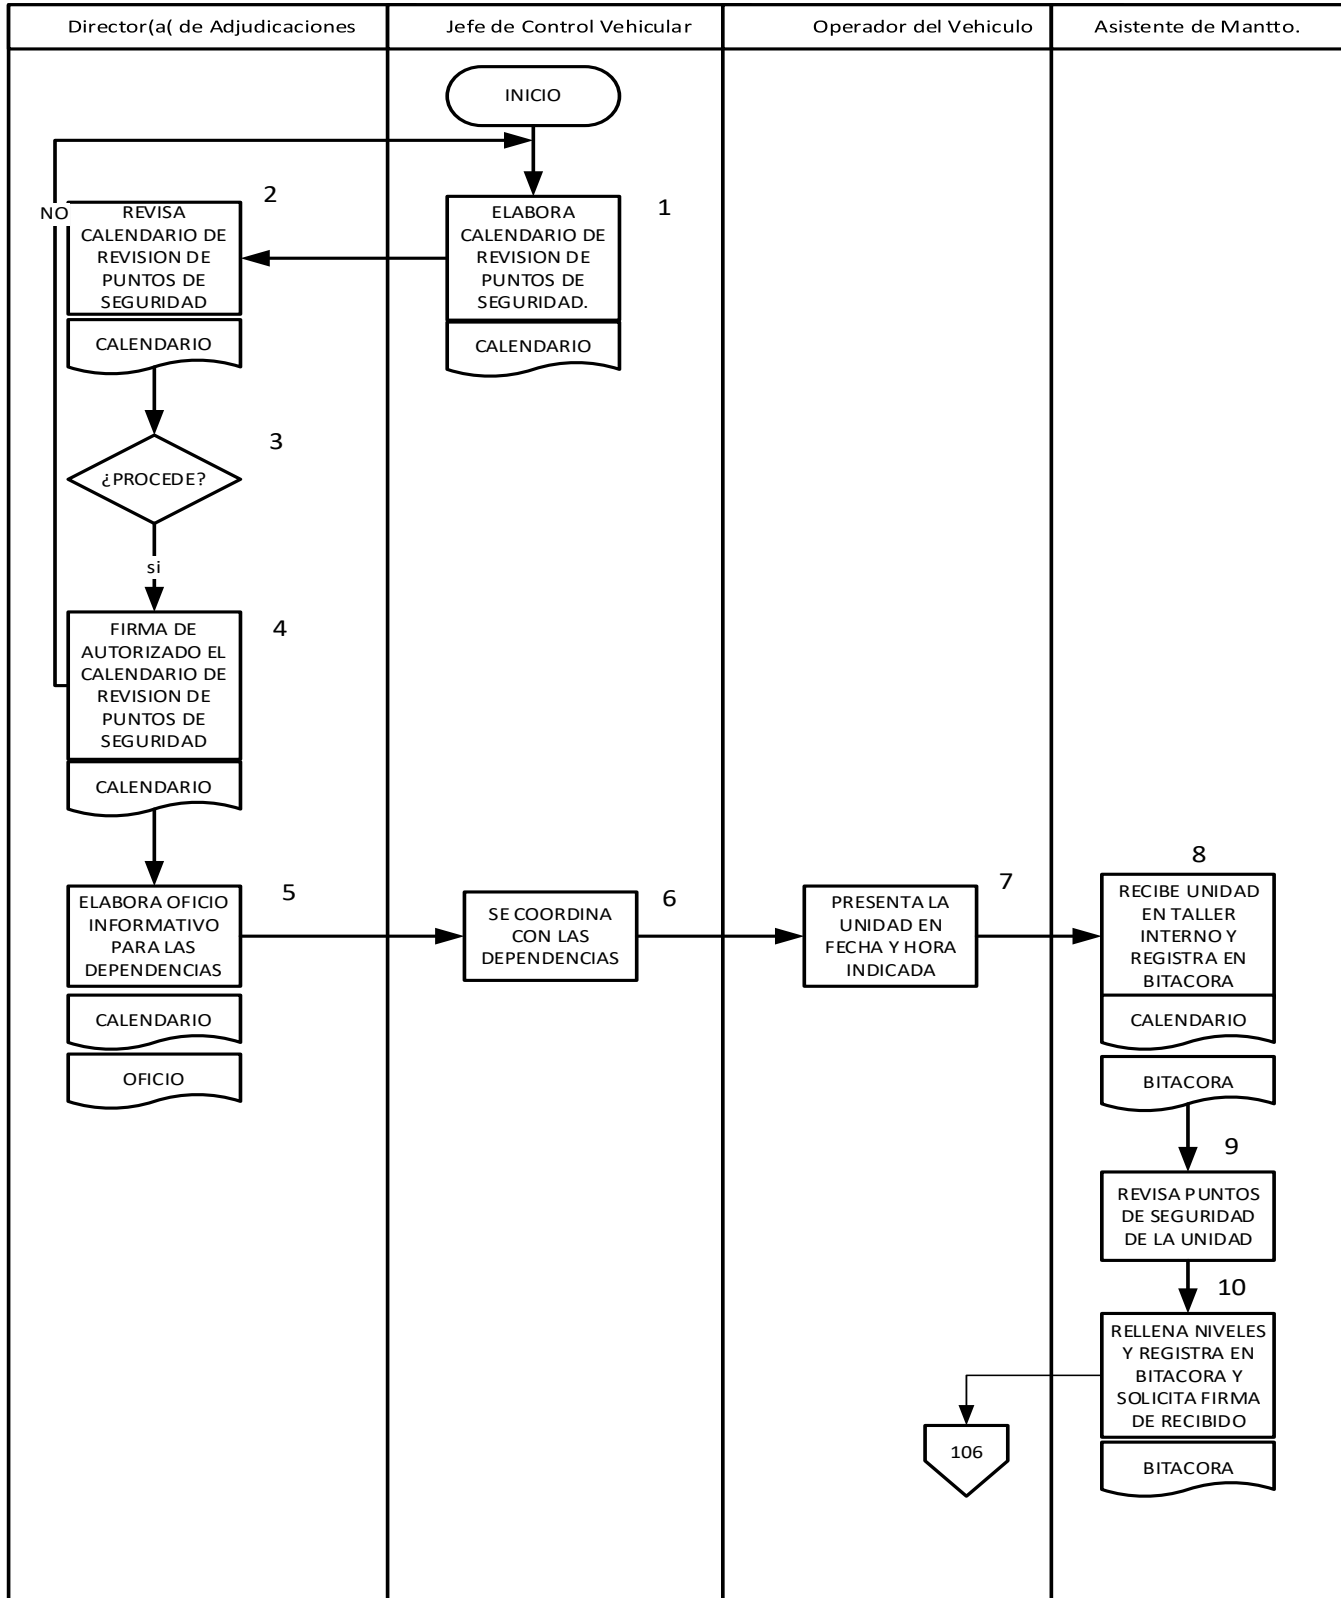 Director(a( de Adjudicaciones
Jefe de Control Vehicular
Operador del Vehiculo
Asistente de Mantto.
INICIO
1
ELABORA
CALENDARIO DE
REVISION DE
PUNTOS DE
SEGURIDAD.
CALENDARIO
2
NO
REVISA
CALENDARIO DE
REVISION DE
PUNTOS DE
SEGURIDAD
CALENDARIO
3
¿PROCEDE?
si
4
FIRMA DE
AUTORIZADO EL
CALENDARIO DE
REVISION DE
PUNTOS DE
SEGURIDAD
CALENDARIO
5
ELABORA OFICIO
INFORMATIVO
PARA LAS
DEPENDENCIAS
CALENDARIO
OFICIO
6
SE COORDINA
CON LAS
DEPENDENCIAS
7
PRESENTA LA
UNIDAD EN
FECHA Y HORA
INDICADA
8
RECIBE UNIDAD
EN TALLER
INTERNO Y
REGISTRA EN
BITACORA
CALENDARIO
BITACORA
9
REVISA PUNTOS
DE SEGURIDAD
DE LA UNIDAD
10
RELLENA NIVELES
Y REGISTRA EN
BITACORA Y
SOLICITA FIRMA
DE RECIBIDO
BITACORA
106